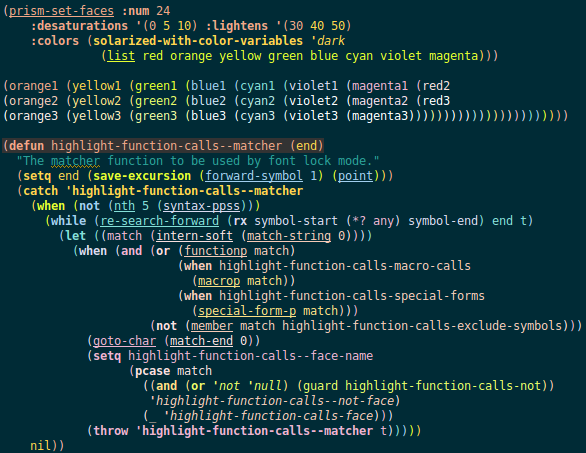 (prism-set-faces :num 24
    :desaturations '(0 5 10) :lightens '(30 40 50)
    :colors (solarized-with-color-variables 'dark
              (list red orange yellow green blue cyan violet magenta)))
(orange1 (yellow1 (green1 (blue1 (cyan1 (violet1 (magenta1 (red2
(orange2 (yellow2 (green2 (blue2 (cyan2 (violet2 (magenta2 (red3
(orange3 (yellow3 (green3 (blue3 (cyan3 (violet3 (magenta3)))))))))))))))))))))))
(defun highlight-function-calls--matcher (end)
  "The matcher function to be used by font lock mode."
  (setq end (save-excursion (forward-symbol 1) (point)))
  (catch 'highlight-function-calls--matcher
    (when (not (nth 5 (syntax-ppss)))
      (while (re-search-forward (rx symbol-start (*? any) symbol-end) end t)
        (let ((match (intern-soft (match-string 0))))
          (when (and (or (functionp match)
                         (when highlight-function-calls-macro-calls
                           (macrop match))
                         (when highlight-function-calls-special-forms
                           (special-form-p match)))
                     (not (member match highlight-function-calls-exclude-symbols)))
            (goto-char (match-end 0))
            (setq highlight-function-calls--face-name
                  (pcase match
                    ((and (or 'not 'null) (guard highlight-function-calls-not))
                     'highlight-function-calls--not-face)
                    (_ 'highlight-function-calls-face)))
            (throw 'highlight-function-calls--matcher t)))))
    nil))